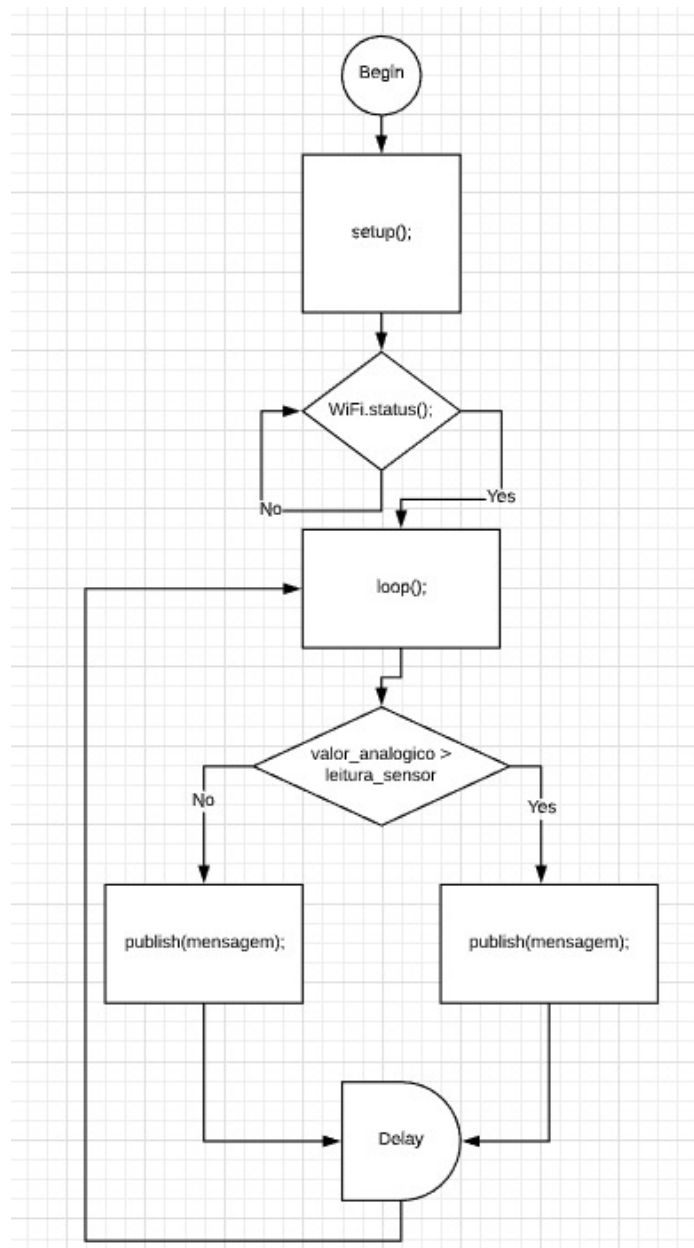 Begin
setup();
WiFi.status();
No
Yes
loop();
valor_analogico >
leitura_sensor
No
Yes
publish(mensagem);
publish(mensagem);
Delay